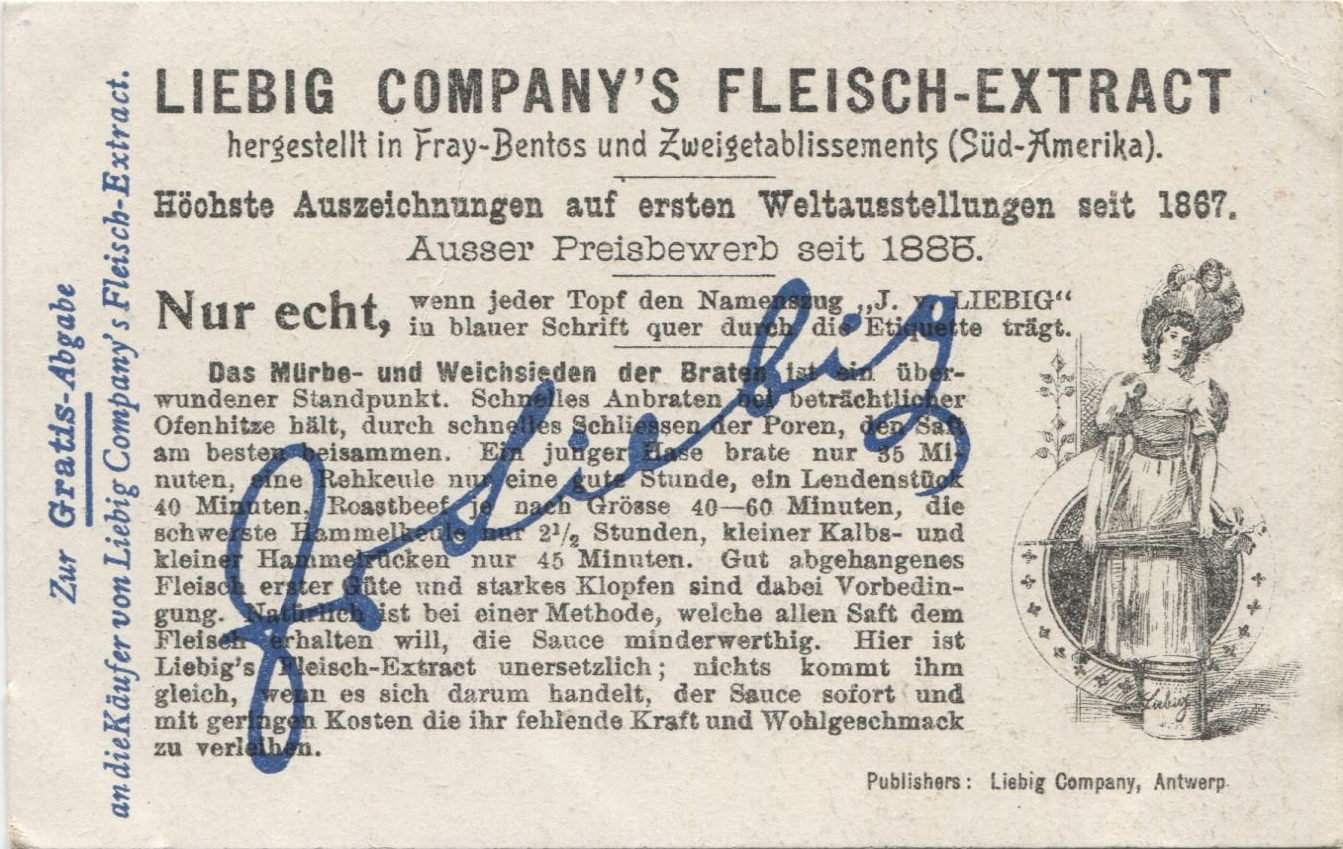 LIEBIG COMPANY'S FLEISCH-EXTRACT
hergestellt in Fray-Bentos und Zweigetablissements (Süd-Amerika).
Höchste Auszeichnungen auf ersten Weltausstellungen seit 1867.
Ausser Preisbewerb seit 1885.
Nur echt, wenn jeder Topf den Namenszug „J. v. LIEBIG“
in blauer Schrift quer durch die Etiquette trägt.
Das Mürbe- und Weichsieden der Braten ist ein über-
wundener Standpunkt. Schnelles Anbraten bei beträchtlicher
Ofenhitze hält, durch schnelles Schliessen der Poren, den Saft
am besten beisammen. Ein junger Hase brate nur 35 Mi-
nuten, eine Rehkeule nur eine gute Stunde, ein Lendenstück
40 Minuten, Roastbeef je nach Grösse 40—60 Minuten, die
schwerste Hammelkeule nur 2 1/2 Stunden, kleiner Kalbs- und
kleiner Hammelrücken nur 45 Minuten. Gut abgehangenes
Fleisch erster Güte und starkes Klopfen sind dabei Vorbedin-
gung. Natürlich ist bei einer Methode, welche allen Saft dem
Fleisch erhalten will, die Sauce minderwerthig. Hier ist
Liebig's Fleisch-Extract unersetzlich; nichts kommt ihm
gleich, wenn es sich darum handelt, der Sauce sofort und
mit geringen Kosten die ihr fehlende Kraft und Wohlgeschmack
zu verleihen.
Liebig
Publishers: Liebig Company, Antwerp.
Zur Gratis-Abgabe
an die Käufer von Liebig Company's Fleisch-Extract.
J v Liebig